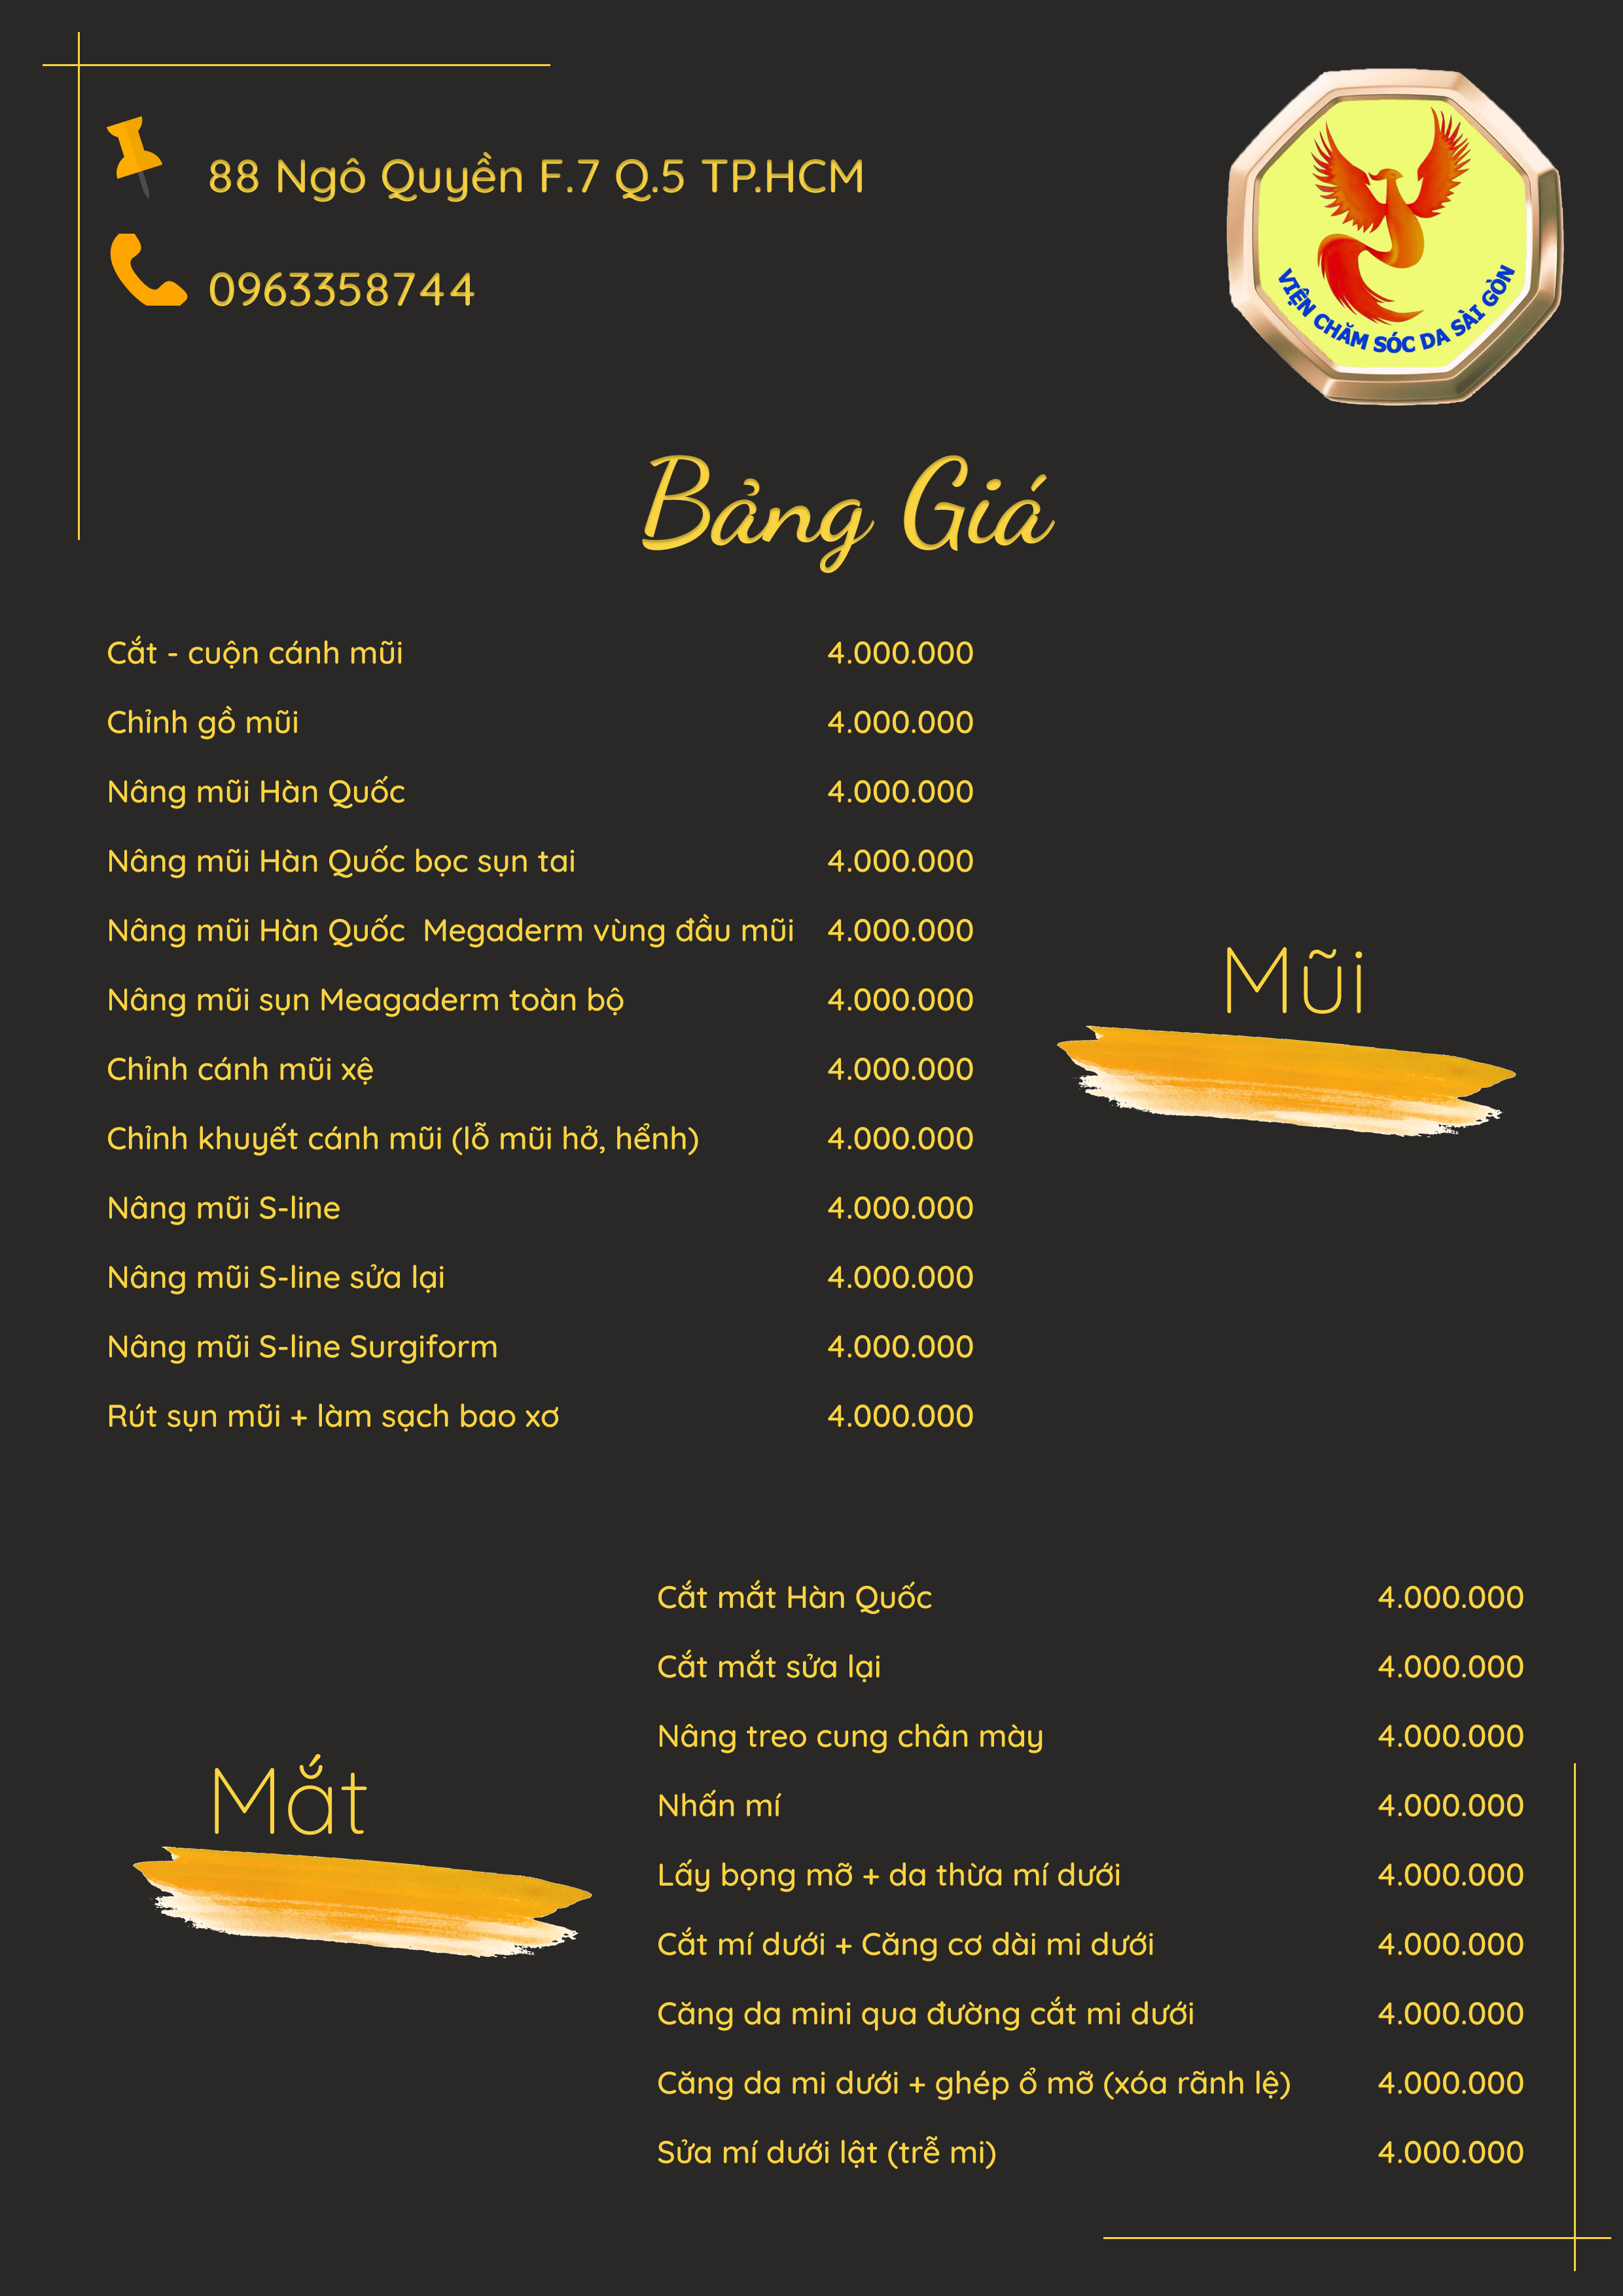 88 Ngô Quyền F.7 Q.5 TP.HCM
0963358744
VIỆN CHĂM SÓC DA SÀI GÒN
Bảng Giá
Cắt - cuộn cánh mũi 4.000.000
Chỉnh gồ mũi 4.000.000
Nâng mũi Hàn Quốc 4.000.000
Nâng mũi Hàn Quốc bọc sụn tai 4.000.000
Nâng mũi Hàn Quốc  Megaderm vùng đầu mũi 4.000.000
Nâng mũi sụn Meagaderm toàn bộ 4.000.000
Chỉnh cánh mũi xệ 4.000.000
Chỉnh khuyết cánh mũi (lỗ mũi hở, hểnh) 4.000.000
Nâng mũi S-line 4.000.000
Nâng mũi S-line sửa lại 4.000.000
Nâng mũi S-line Surgiform 4.000.000
Rút sụn mũi + làm sạch bao xơ 4.000.000
Mũi
Mắt
Cắt mắt Hàn Quốc 4.000.000
Cắt mắt sửa lại 4.000.000
Nâng treo cung chân mày 4.000.000
Nhấn mí 4.000.000
Lấy bọng mỡ + da thừa mí dưới 4.000.000
Cắt mí dưới + Căng cơ dài mi dưới 4.000.000
Căng da mini qua đường cắt mi dưới 4.000.000
Căng da mi dưới + ghép ổ mỡ (xóa rãnh lệ) 4.000.000
Sửa mí dưới lật (trễ mi) 4.000.000